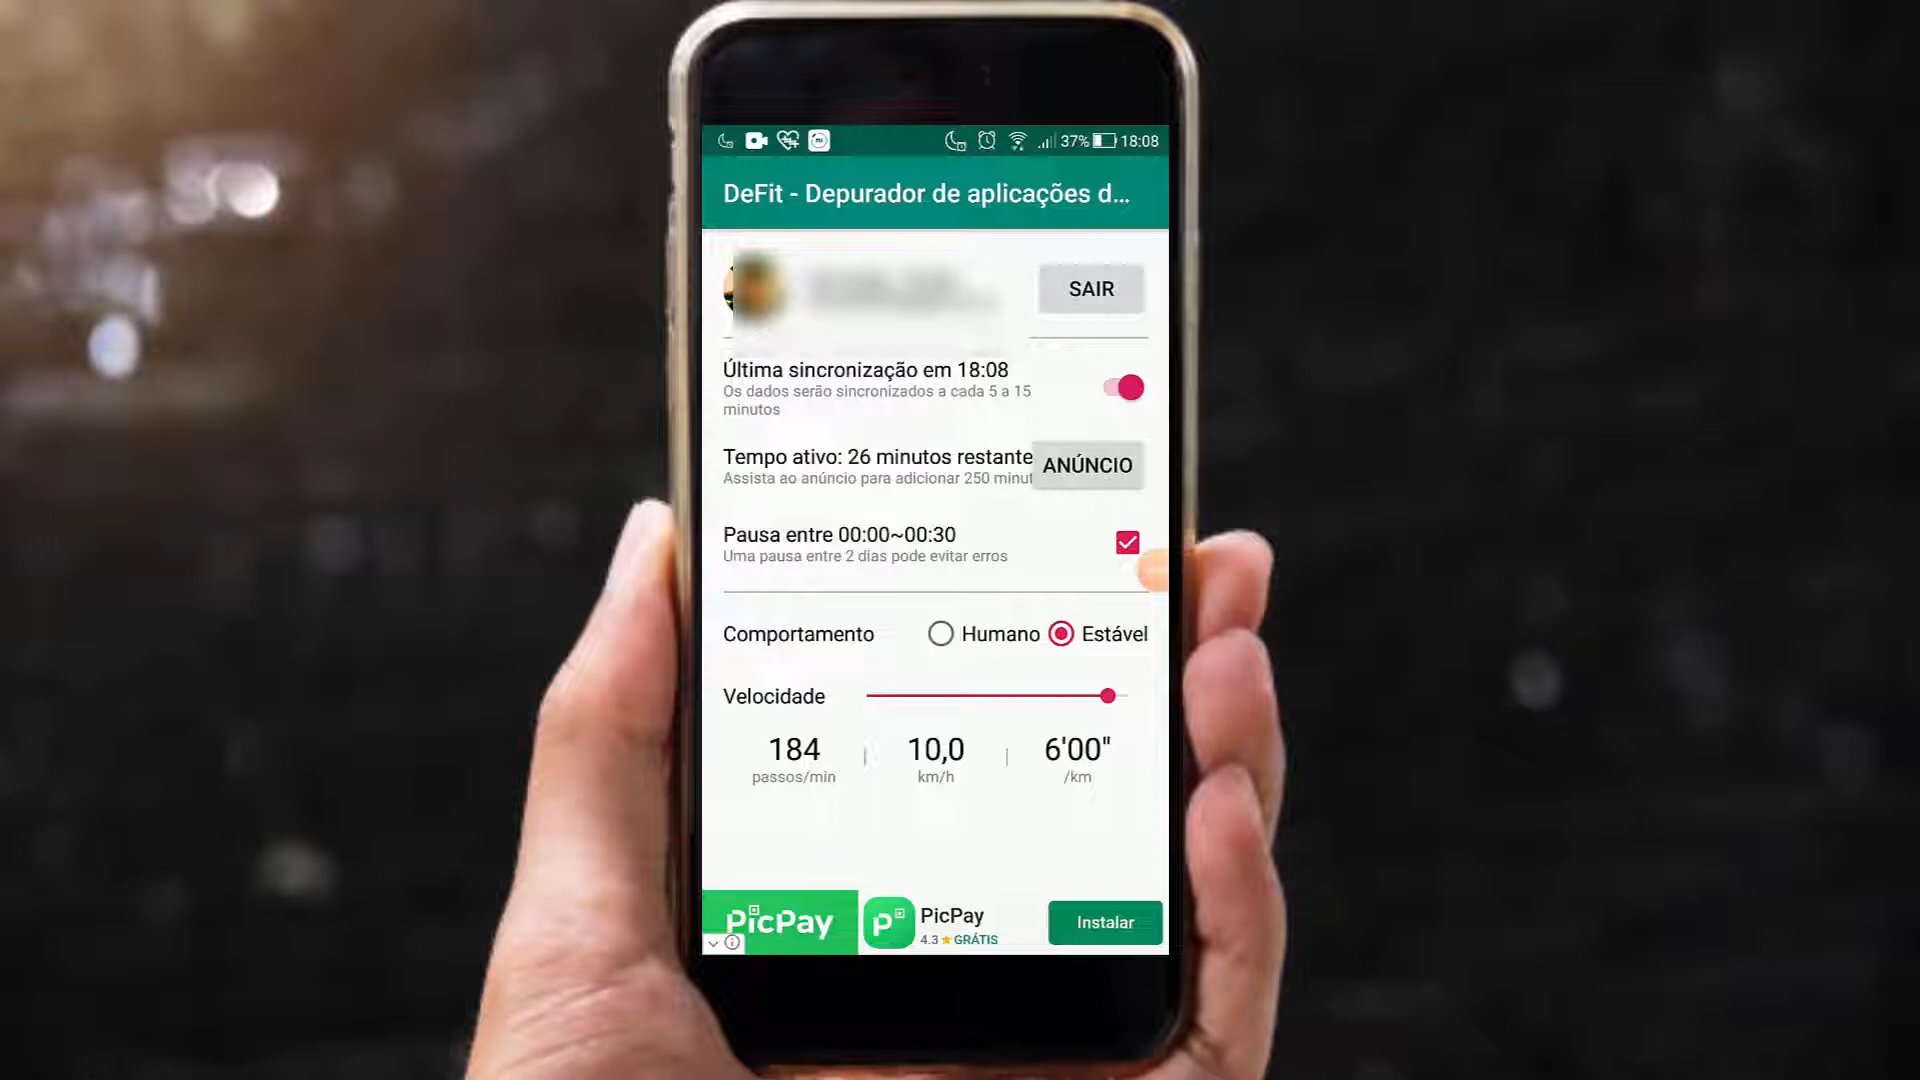 37% 18:08
DeFit - Depurador de aplicações d...
SAIR
Última sincronização em 18:08
Os dados serão sincronizados a cada 5 a 15
minutos
Tempo ativo: 26 minutos restante
ANÚNCIO
Assista ao anúncio para adicionar 250 minut
Pausa entre 00:00~00:30
Uma pausa entre 2 dias pode evitar erros
Comportamento Humano Estável
Velocidade
184 | 10,0 | 6'00"
passos/min km/h /km
PicPay
PicPay
4.3 ★ GRÁTIS
Instalar